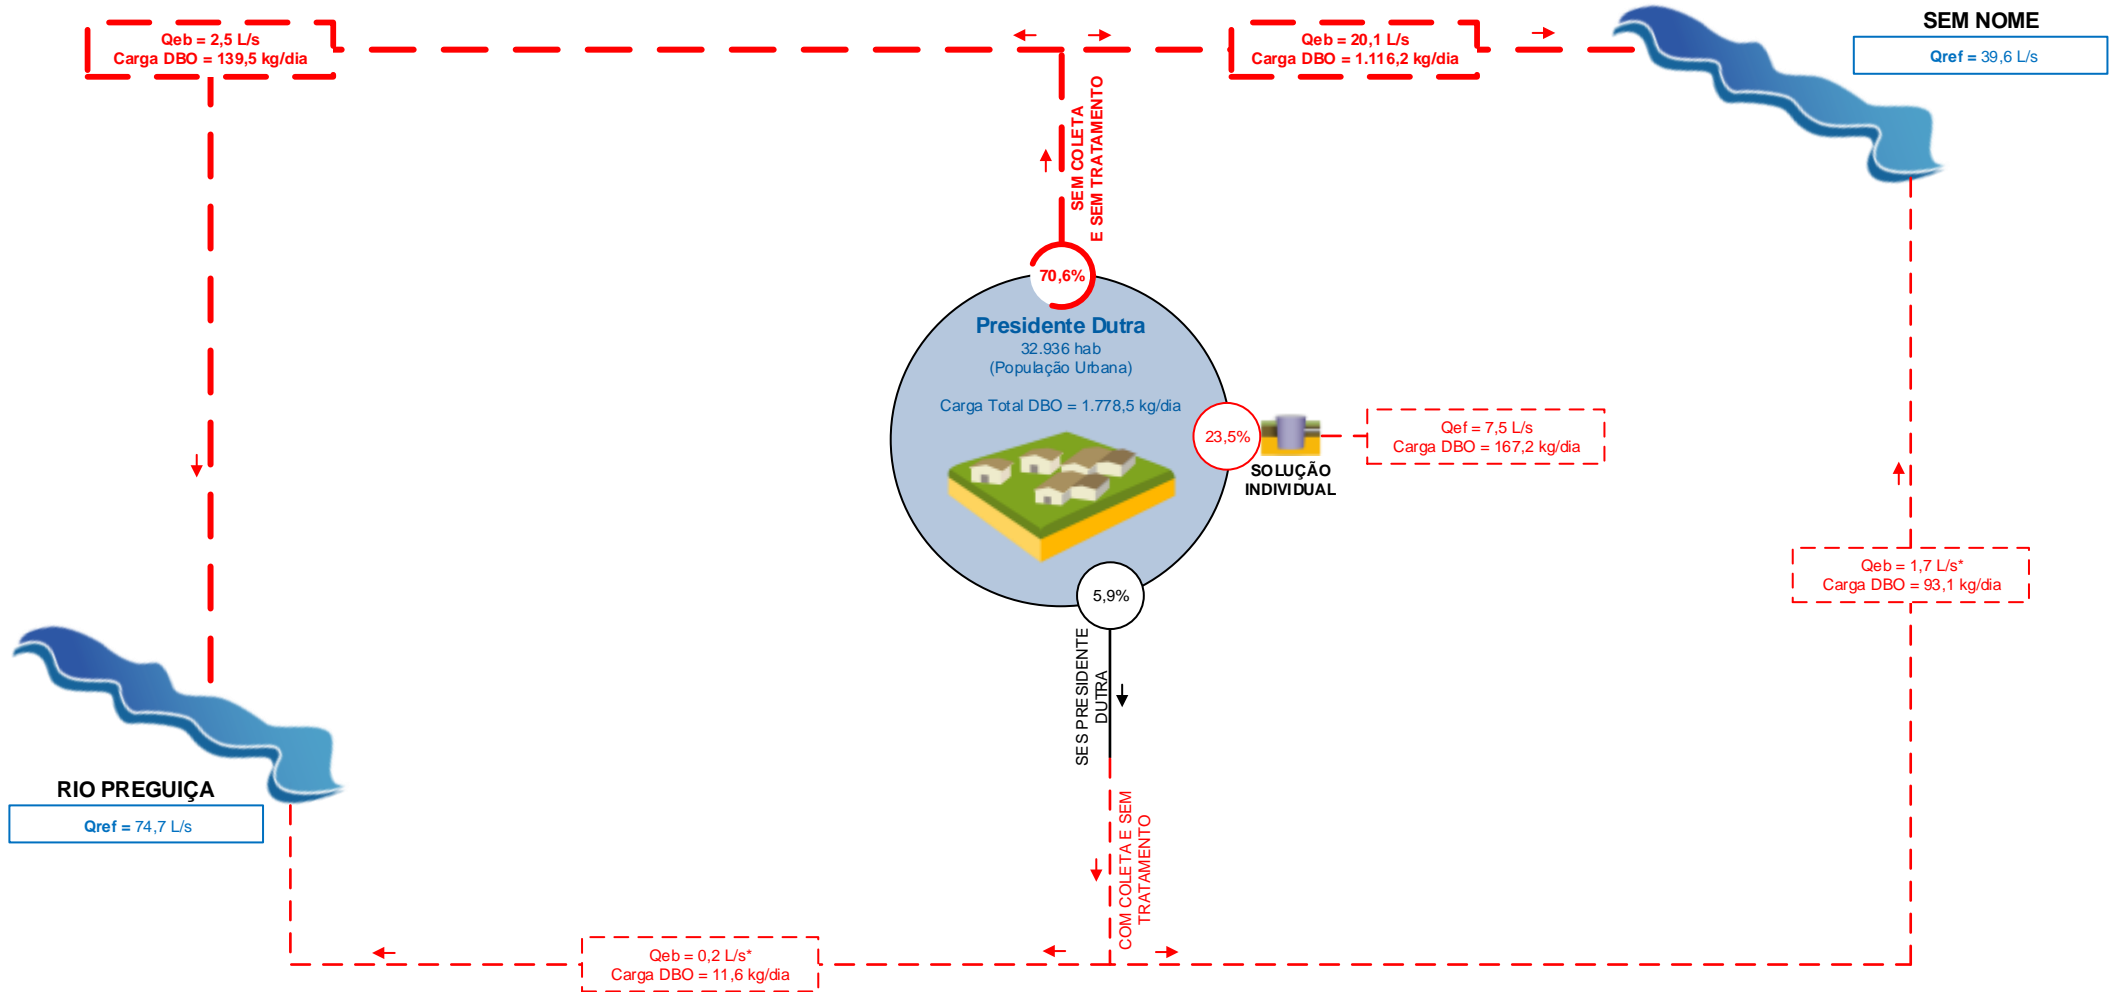 Qeb = 2,5 L/s
Carga DBO = 139,5 kg/dia
Qeb = 20,1 L/s
Carga DBO = 1.116,2 kg/dia
SEM NOME
Qref = 39,6 L/s
SEM COLETA
E SEM TRATAMENTO
70,6%
Presidente Dutra
32.936 hab
(População Urbana)
Carga Total DBO = 1.778,5 kg/dia
23,5%
SOLUÇÃO
INDIVIDUAL
Qef = 7,5 L/s
Carga DBO = 167,2 kg/dia
5,9%
SES PRESIDENTE
DUTRA
Qeb = 1,7 L/s*
Carga DBO = 93,1 kg/dia
RIO PREGUIÇA
Qref = 74,7 L/s
COM COLETA E SEM
TRATAMENTO
Qeb = 0,2 L/s*
Carga DBO = 11,6 kg/dia